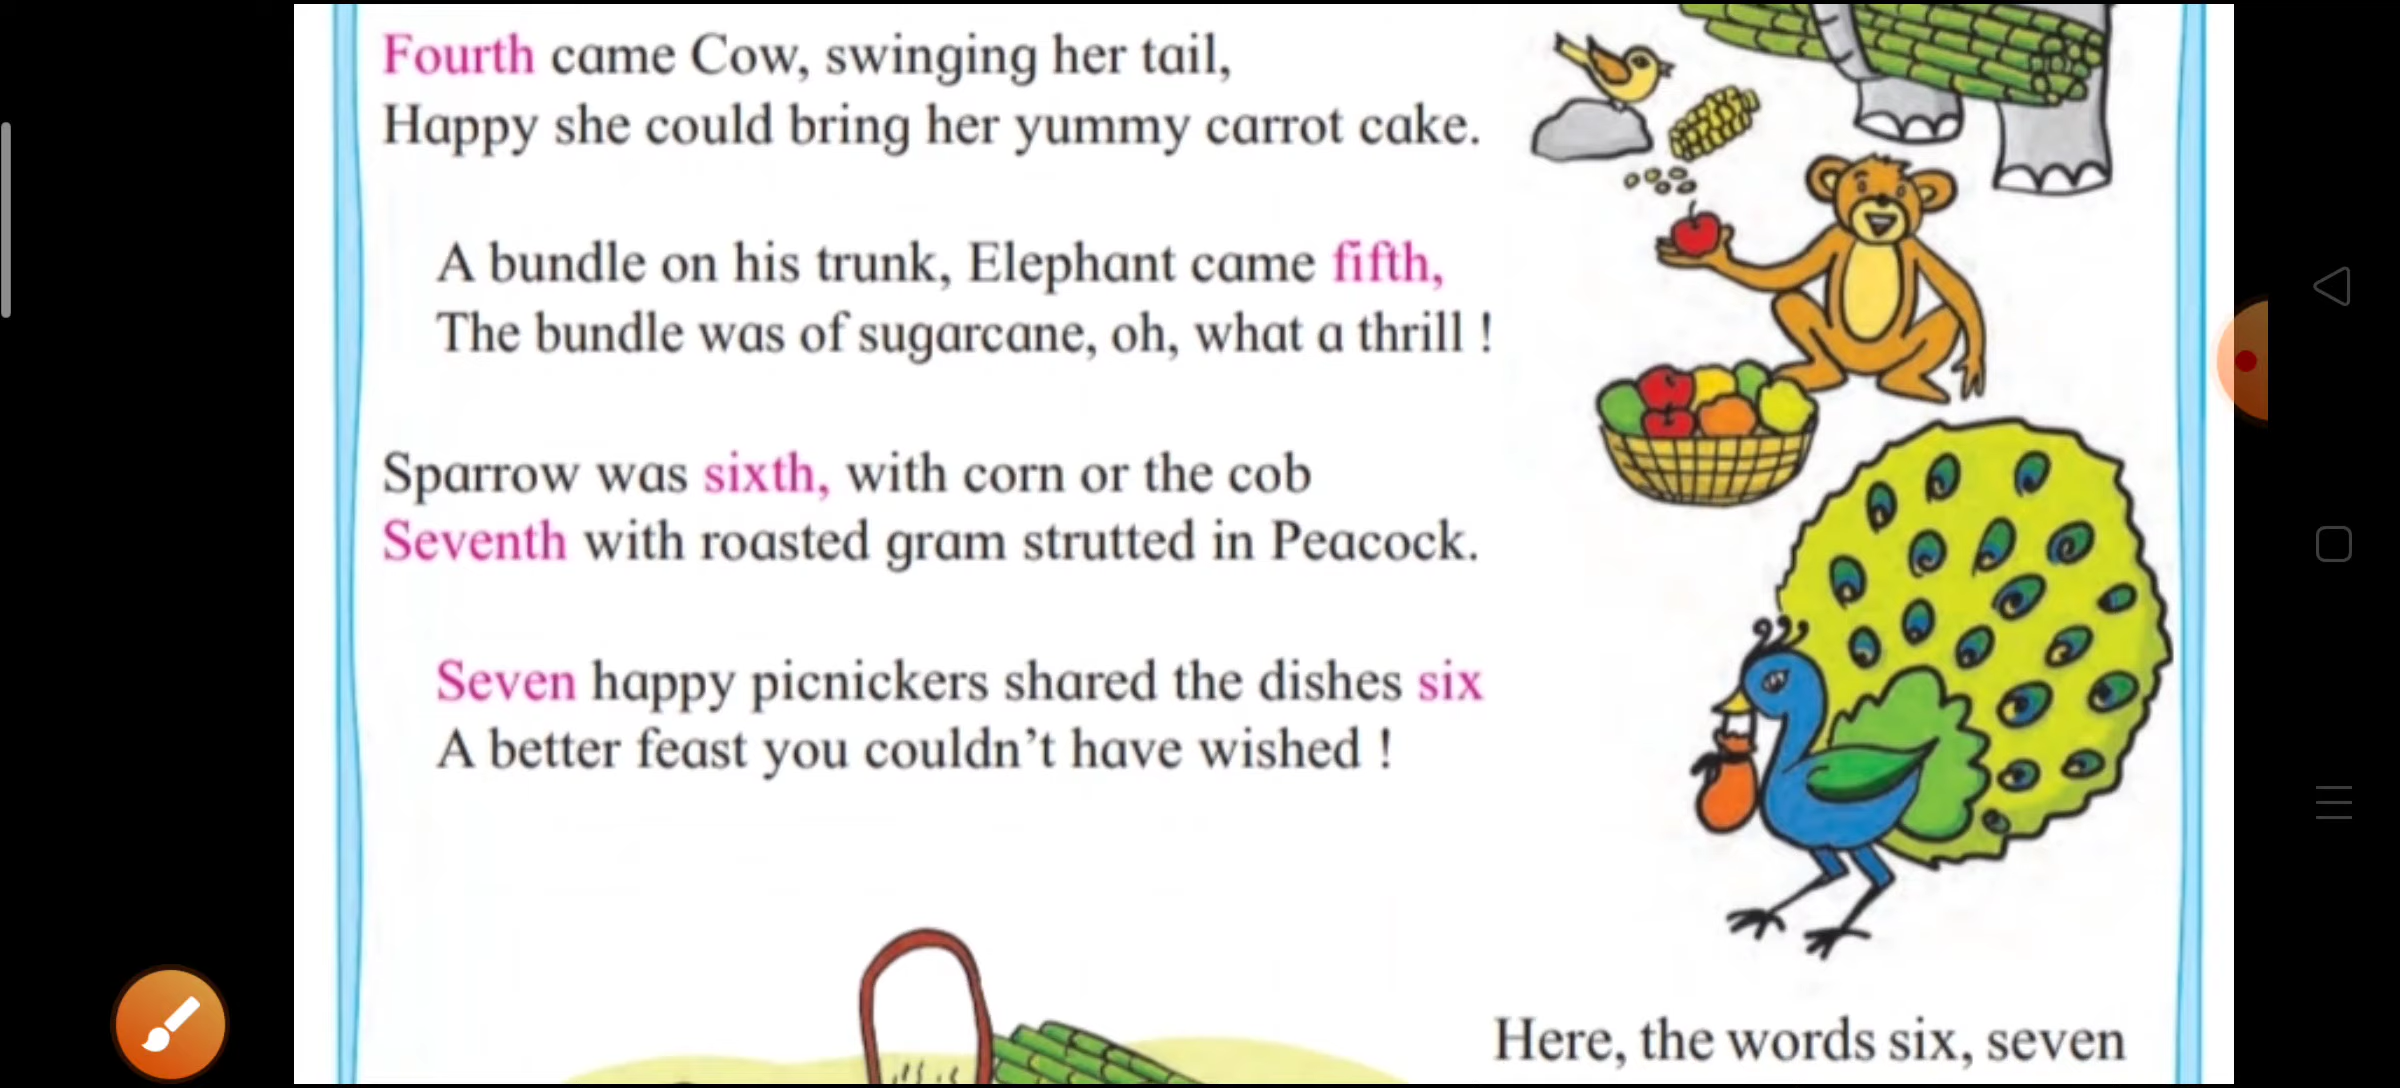 Fourth came Cow, swinging her tail,
Happy she could bring her yummy carrot cake.
A bundle on his trunk, Elephant came fifth,
The bundle was of sugarcane, oh, what a thrill !
Sparrow was sixth, with corn or the cob
Seventh with roasted gram strutted in Peacock.
Seven happy picnickers shared the dishes six
A better feast you couldn’t have wished !
Here, the words six, seven